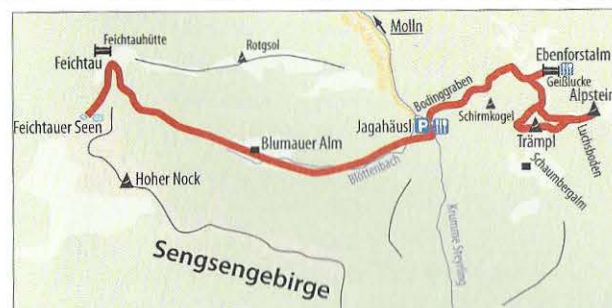 Molln
Feichtauhütte
Rotgsol
Feichtau
Ebenforstalm
Geißlucke
Alpstein
Bodinggraben
Schirmkogel
Feichtauer Seen
Jagahäusl
P
Trämpl
Luchsboden
Blumauer Alm
Schaumbergalm
Blöttenbach
Hoher Nock
Krumme Steyrling
Sengsengebirge